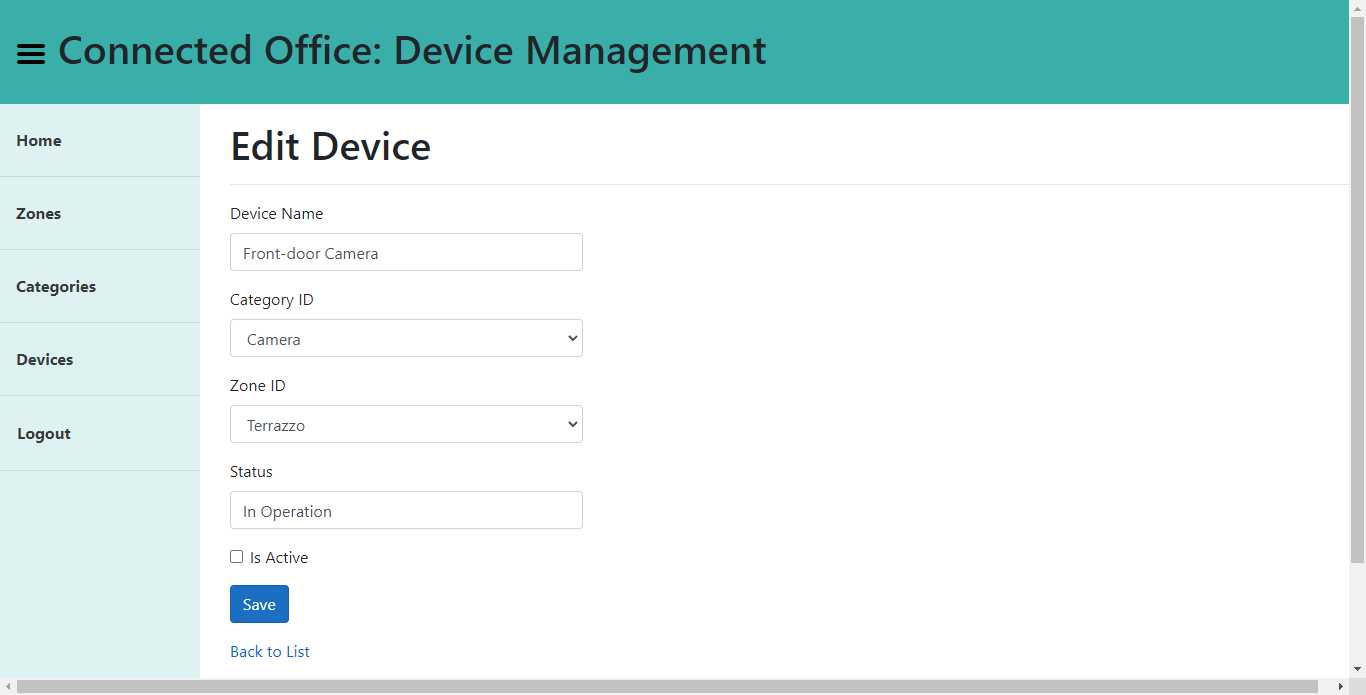 Connected Office: Device Management
Home
Zones
Categories
Devices
Logout
Edit Device
Device Name
Front-door Camera
Category ID
Camera
Zone ID
Terrazzo
Status
In Operation
Is Active
Save
Back to List